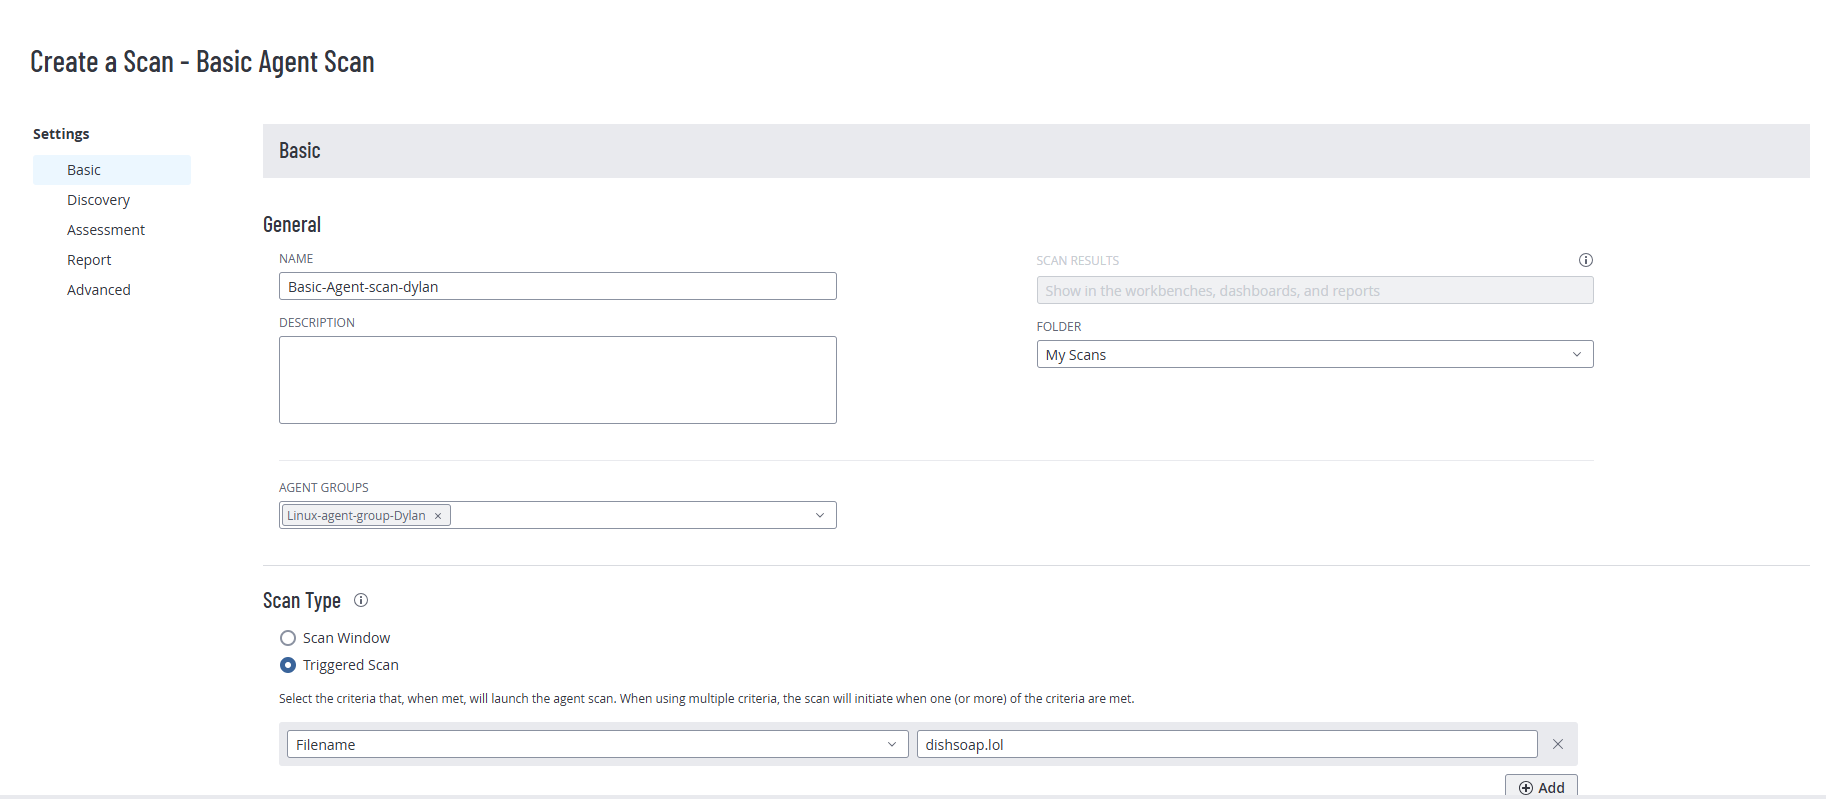 Create a Scan - Basic Agent Scan
Settings
Basic
Discovery
Assessment
Report
Advanced
Basic
General
NAME
Basic-Agent-scan-dylan
DESCRIPTION
SCAN RESULTS
Show in the workbenches, dashboards, and reports
FOLDER
My Scans
AGENT GROUPS
Linux-agent-group-Dylan ×
Scan Type
Scan Window
Triggered Scan
Select the criteria that, when met, will launch the agent scan. When using multiple criteria, the scan will initiate when one (or more) of the criteria are met.
Filename
dishsoap.lol
Add